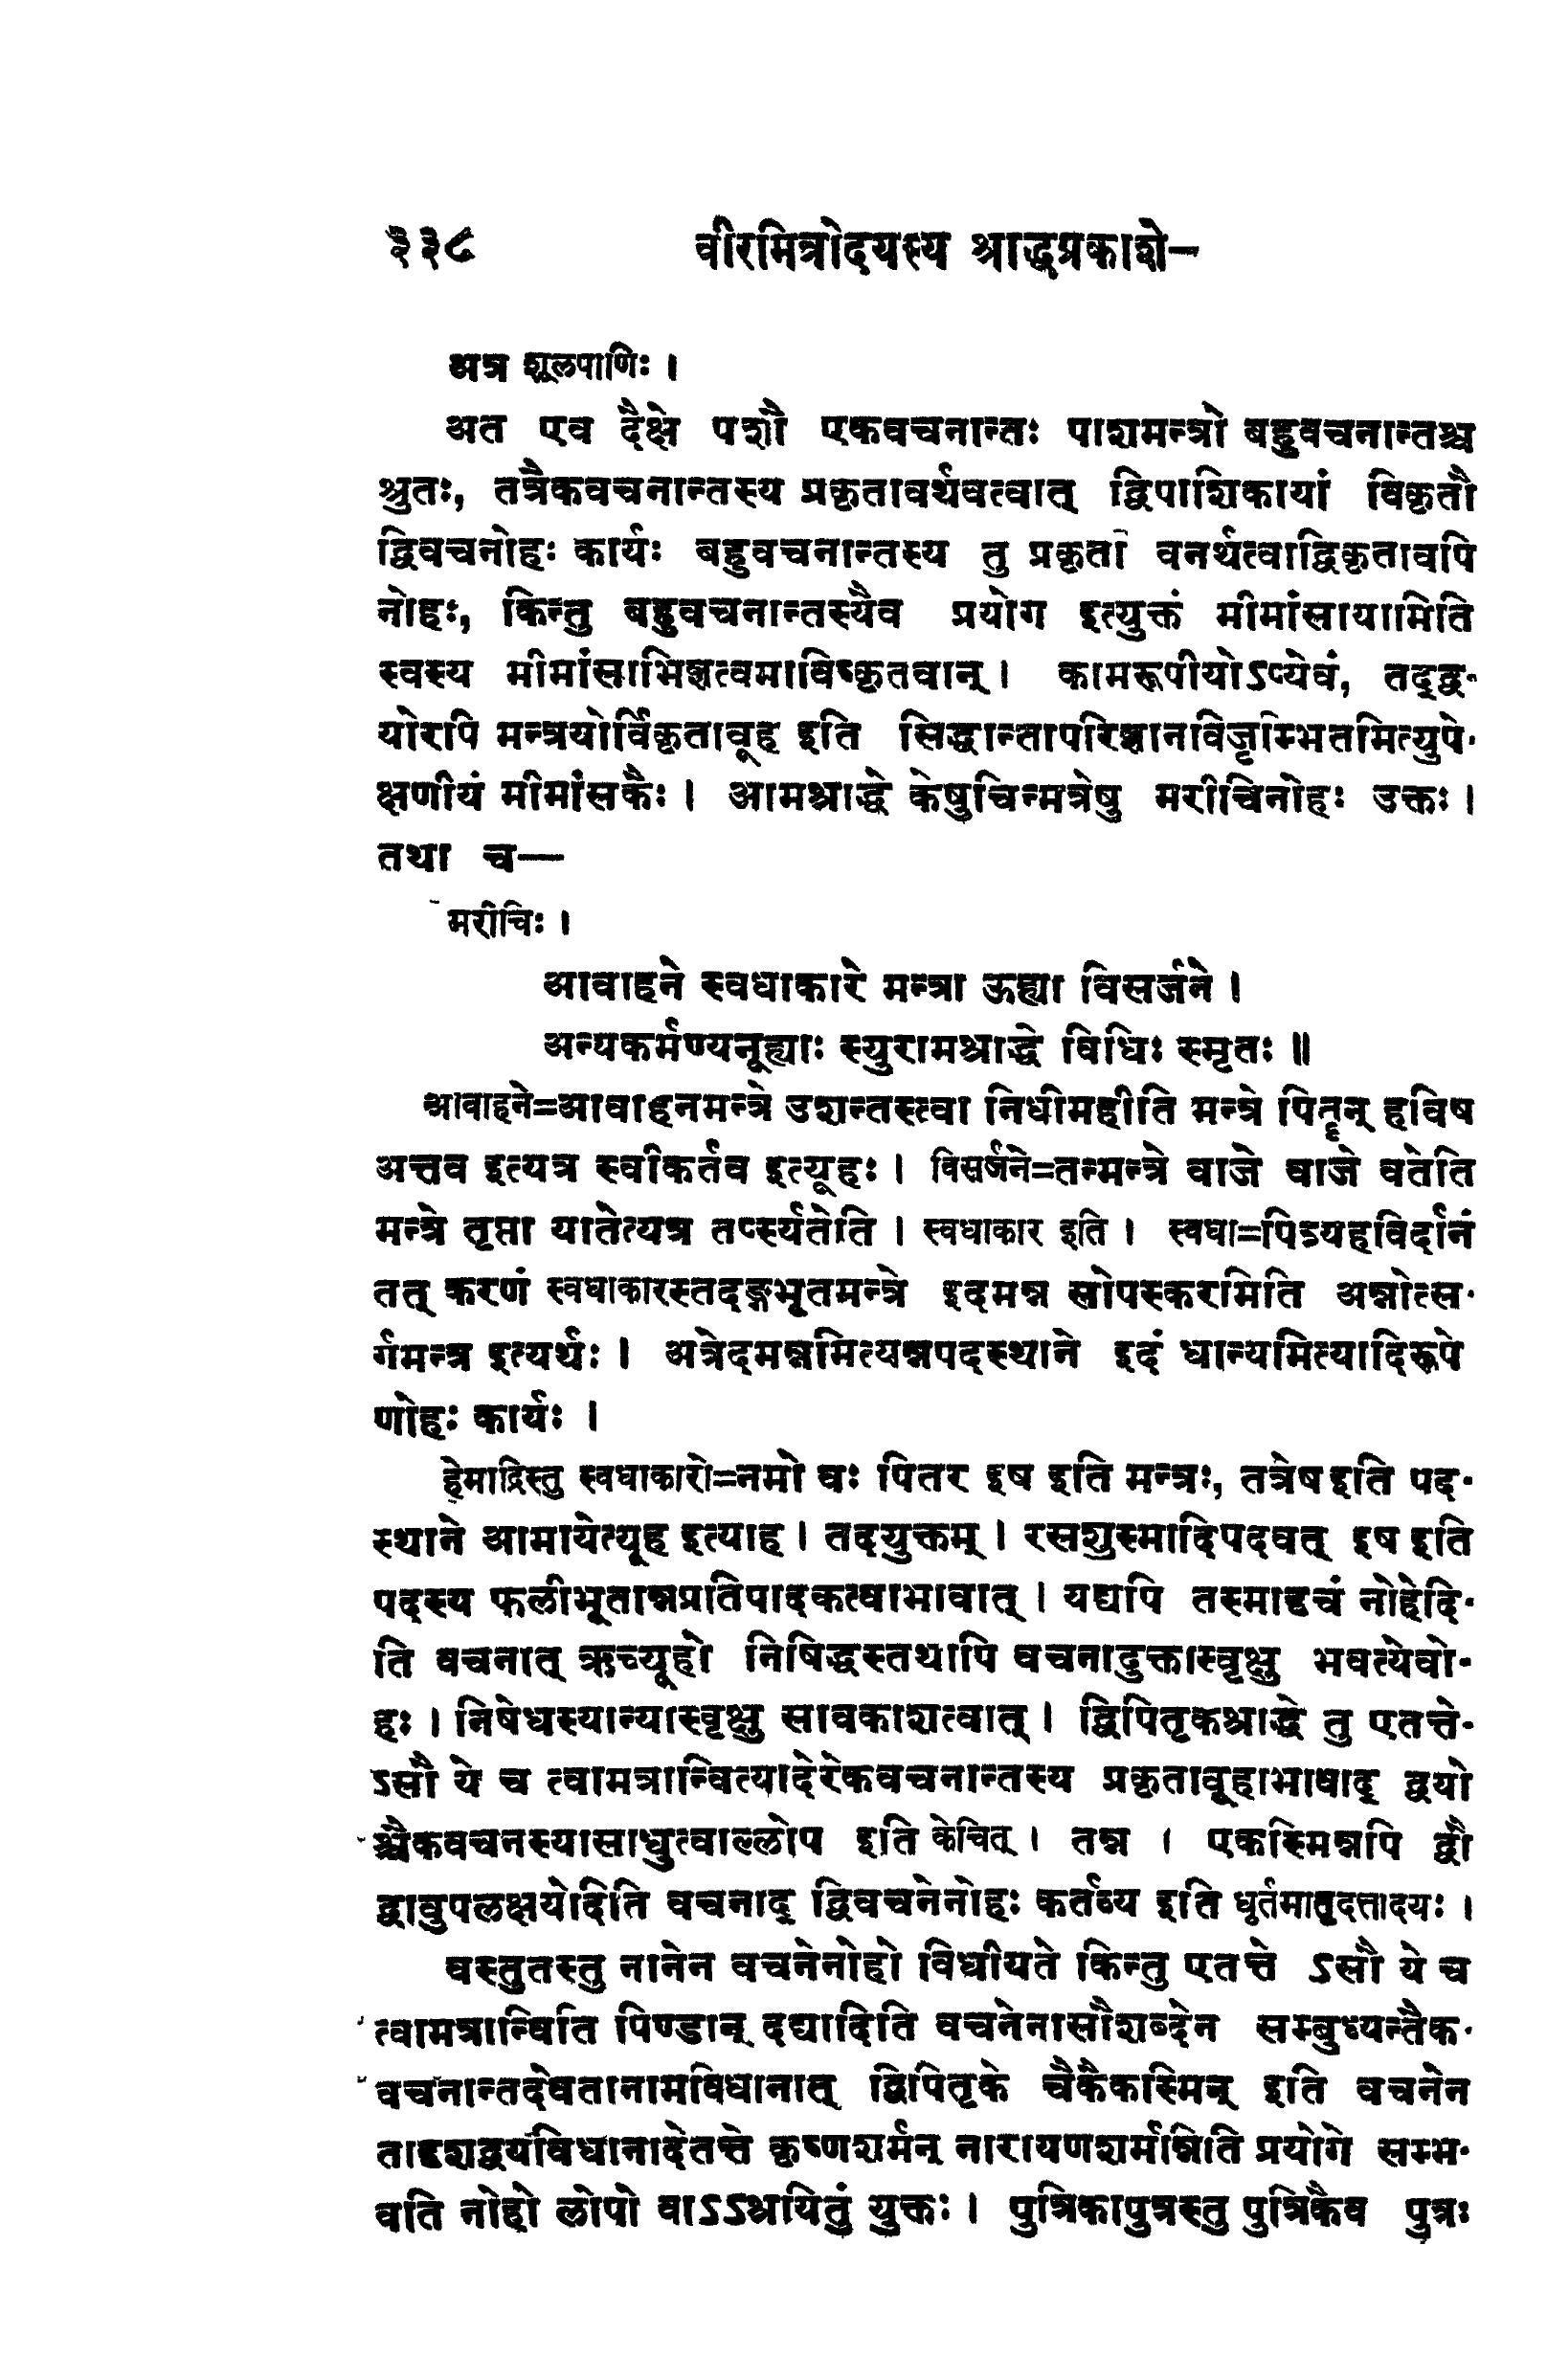 ३३८ वीरमित्रोदयस्य श्राद्धप्रकाशे—
अत्र शूलपाणिः ।
अत एव दैक्षे पशौ एकवचनान्तः पाशमन्त्रो बहुवचनान्तश्च
श्रुतः, तत्रैकवचनान्तस्य प्रकृतावर्थवत्वात् द्विपाशिकायां विकृतौ
द्विवचनोहः कार्यः बहुवचनान्तस्य तु प्रकृता वनर्थत्वाद्विकृतावपि
नोहः, किन्तु बहुवचनान्तस्यैव प्रयोग इत्युक्तं मीमांसायामिति
स्वस्य मीमांसाभिज्ञत्वमाविष्कृतवान् । कामरूपीयोऽप्येवं, तद्द्व-
योरपि मन्त्रयोर्विकृतावूह इति सिद्धान्तापरिज्ञानविजृम्भितमित्युपे-
क्षणीयं मीमांसकैः । आमश्राद्धे केषुचिन्मत्रेषु मरीचिनोहः उक्तः ।
तथा च—
मरीचिः ।
आवाहने स्वधाकारे मन्त्रा ऊह्या विसर्जने ।
अन्यकर्मण्यनूह्याः स्युरामश्राद्धे विधिः स्मृतः ॥
आवाहने=आवाहनमन्त्रे उशन्तस्त्वा निधीमहीति मन्त्रे पितॄन् हविष
अत्तव इत्यत्र स्वीकर्तव इत्यूहः । विसर्जने=तन्मन्त्रे वाजे वाजे वतेति
मन्त्रे तृप्ता यातेत्यत्र तर्प्स्यतेति । स्वधाकार इति । स्वधा=पित्र्यहविर्दानं
तत् करणं स्वधाकारस्तदङ्गभूतमन्त्रे इदमन्न सोपस्करमिति अन्नोत्स-
र्गमन्त्र इत्यर्थः । अत्रेदमन्नमित्यन्नपदस्थाने इदं धान्यमित्यादिरूपे
णोहः कार्यः ।
हेमाद्रिस्तु स्वधाकारो=नमो वः पितर इष इति मन्त्रः, तत्रेष इति पद-
स्थाने आमायेत्यूह इत्याह । तदयुक्तम् । रसशुस्मादिपदवत् इष इति
पदस्य फलीभूतान्नप्रतिपादकत्वाभावात् । यद्यपि तस्मादृचं नोहेदि-
ति वचनात् ऋच्यूहो निषिद्धस्तथापि वचनादुक्तास्वृक्षु भवत्येवो-
हः । निषेधस्यान्यास्वृक्षु सावकाशत्वात् । द्विपितृकश्राद्धे तु एतत्ते-
ऽसौ ये च त्वामत्रान्वित्यादेरेकवचनान्तस्य प्रकृतावूहाभावाद् द्वयो
श्चैकवचनस्यासाधुत्वाल्लोप इति केचित् । तन्न । एकस्मिन्नपि द्वौ
द्वावुपलक्षयेदिति वचनाद् द्विवचनेनोहः कर्तव्य इति धूर्तमातृदत्तादयः ।
वस्तुतस्तु नानेन वचनेनोहो विधीयते किन्तु एतत्ते ऽसौ ये च
त्वामत्रान्विति पिण्डान् दद्यादिति वचनेनासौशब्देन सम्बुध्यन्तैक-
वचनान्तदेवतानामविधानात् द्विपितृके चैकैकस्मिन् इति वचनेन
तादृशद्वयविधानादेतत्ते कृष्णशर्मन् नारायणशर्मन्निति प्रयोगे सम्भ-
वति नोहो लोपो वाऽऽश्रयितुं युक्तः । पुत्रिकापुत्रस्तु पुत्रिकैव पुत्रः